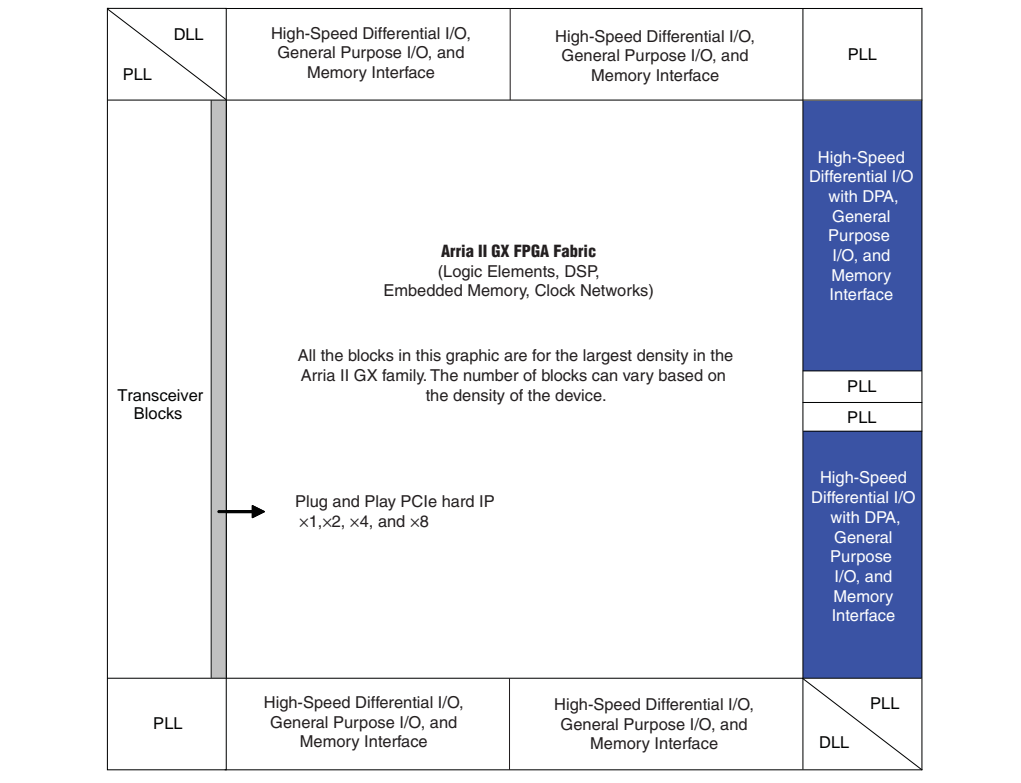 DLL
PLL
High-Speed Differential I/O,
General Purpose I/O, and
Memory Interface
High-Speed Differential I/O,
General Purpose I/O, and
Memory Interface
PLL
Transceiver
Blocks
Arria II GX FPGA Fabric
(Logic Elements, DSP,
Embedded Memory, Clock Networks)
All the blocks in this graphic are for the largest density in the
Arria II GX family. The number of blocks can vary based on
the density of the device.
Plug and Play PCIe hard IP
×1,×2, ×4, and ×8
High-Speed
Differential I/O
with DPA,
General
Purpose
I/O, and
Memory
Interface
PLL
PLL
High-Speed
Differential I/O
with DPA,
General
Purpose
I/O, and
Memory
Interface
PLL
High-Speed Differential I/O,
General Purpose I/O, and
Memory Interface
High-Speed Differential I/O,
General Purpose I/O, and
Memory Interface
PLL
DLL